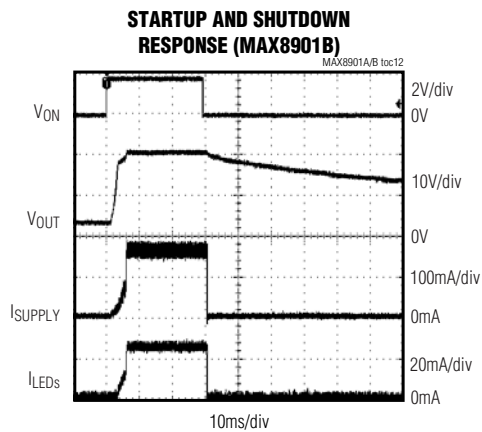 STARTUP AND SHUTDOWN
RESPONSE (MAX8901B)
MAX8901A/B toc12
VON
2V/div
0V
VOUT
10V/div
0V
ISUPPLY
100mA/div
0mA
ILEDs
20mA/div
0mA
10ms/div